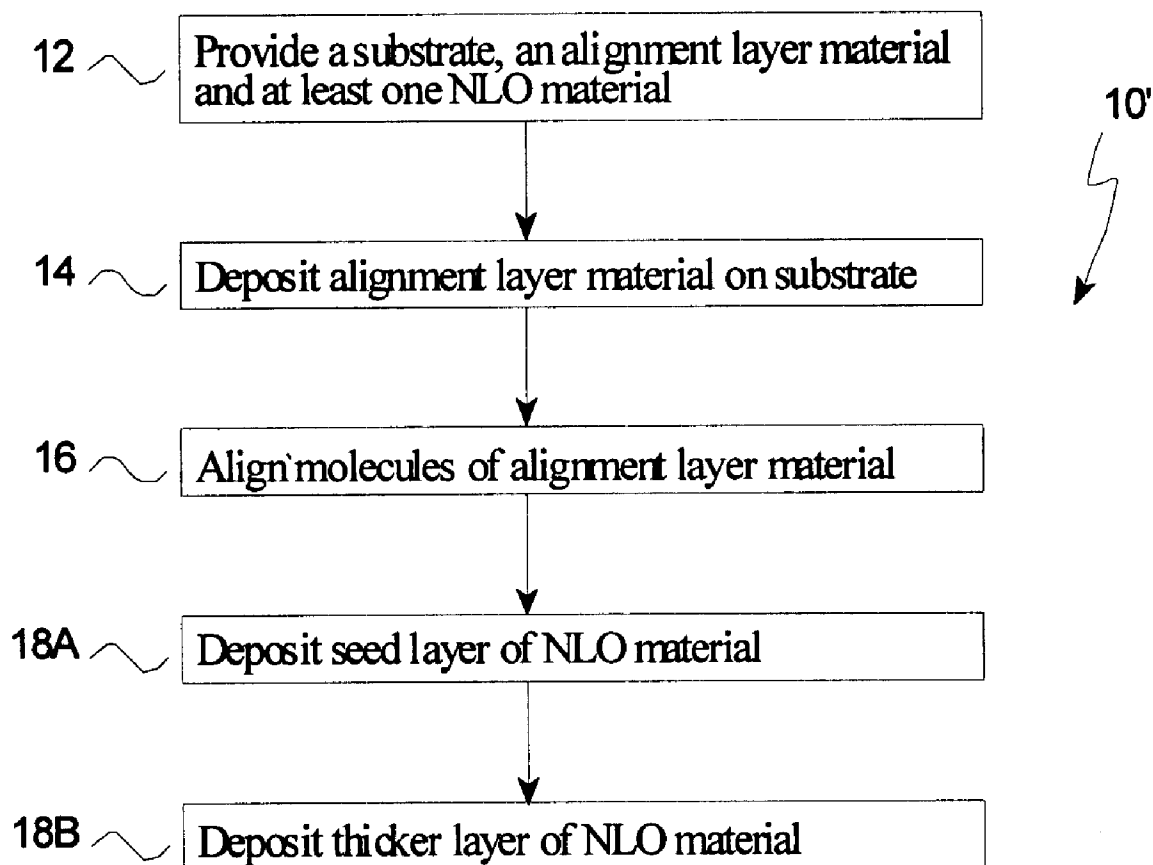 12
Provide a substrate, an alignment layer material
and at least one NLO material
10'
14
Deposit alignment layer material on substrate
16
Align molecules of alignment layer material
18A
Deposit seed layer of NLO material
18B
Deposit thicker layer of NLO material